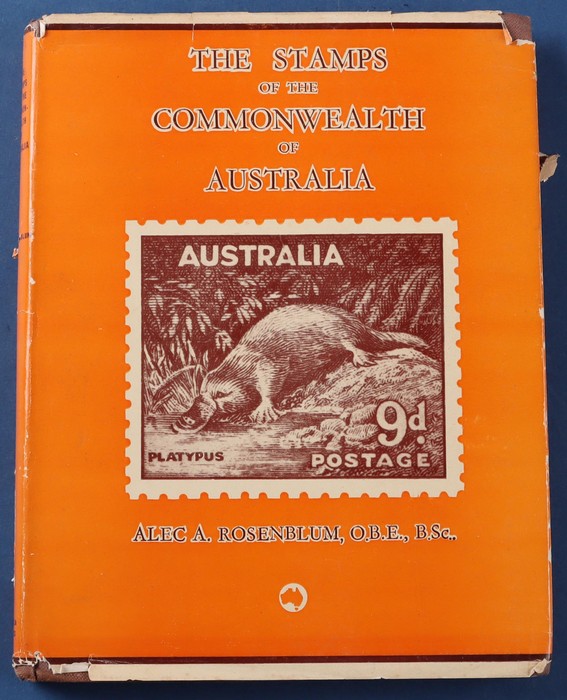 THE STAMPS
OF THE
COMMONWEALTH
OF
AUSTRALIA
AUSTRALIA
9d.
PLATYPUS
POSTAGE
ALEC A. ROSENBLUM, O.B.E., B.Sc.,